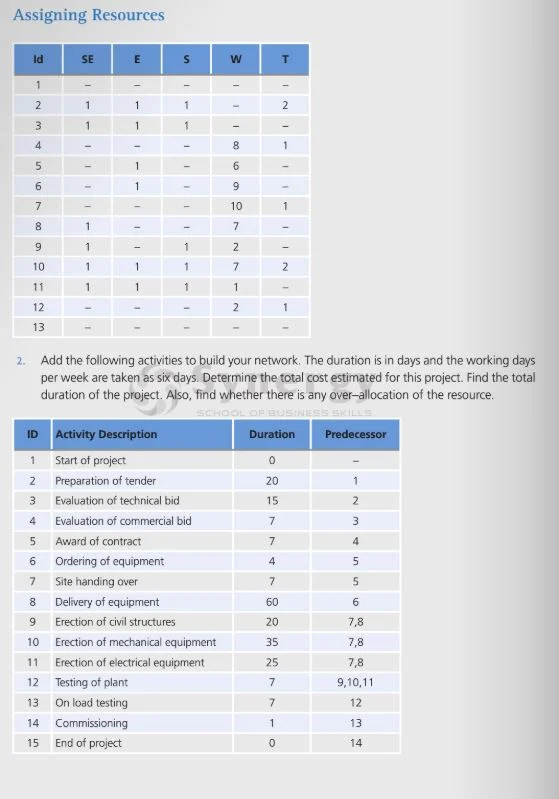 Assigning Resources
Id SE E S W T
1 – – – – –
2 1 1 1 – 2
3 1 1 1 – –
4 – – – 8 1
5 – 1 – 6 –
6 – 1 – 9 –
7 – – – 10 1
8 1 – – 7 –
9 1 – 1 2 –
10 1 1 1 7 2
11 1 1 1 1 –
12 – – – 2 1
13 – – – – –
2. Add the following activities to build your network. The duration is in days and the working days
per week are taken as six days. Determine the total cost estimated for this project. Find the total
duration of the project. Also, find whether there is any over–allocation of the resource.
Synergy
SCHOOL OF BUSINESS SKILLS
ID Activity Description Duration Predecessor
1 Start of project 0 –
2 Preparation of tender 20 1
3 Evaluation of technical bid 15 2
4 Evaluation of commercial bid 7 3
5 Award of contract 7 4
6 Ordering of equipment 4 5
7 Site handing over 7 5
8 Delivery of equipment 60 6
9 Erection of civil structures 20 7,8
10 Erection of mechanical equipment 35 7,8
11 Erection of electrical equipment 25 7,8
12 Testing of plant 7 9,10,11
13 On load testing 7 12
14 Commissioning 1 13
15 End of project 0 14